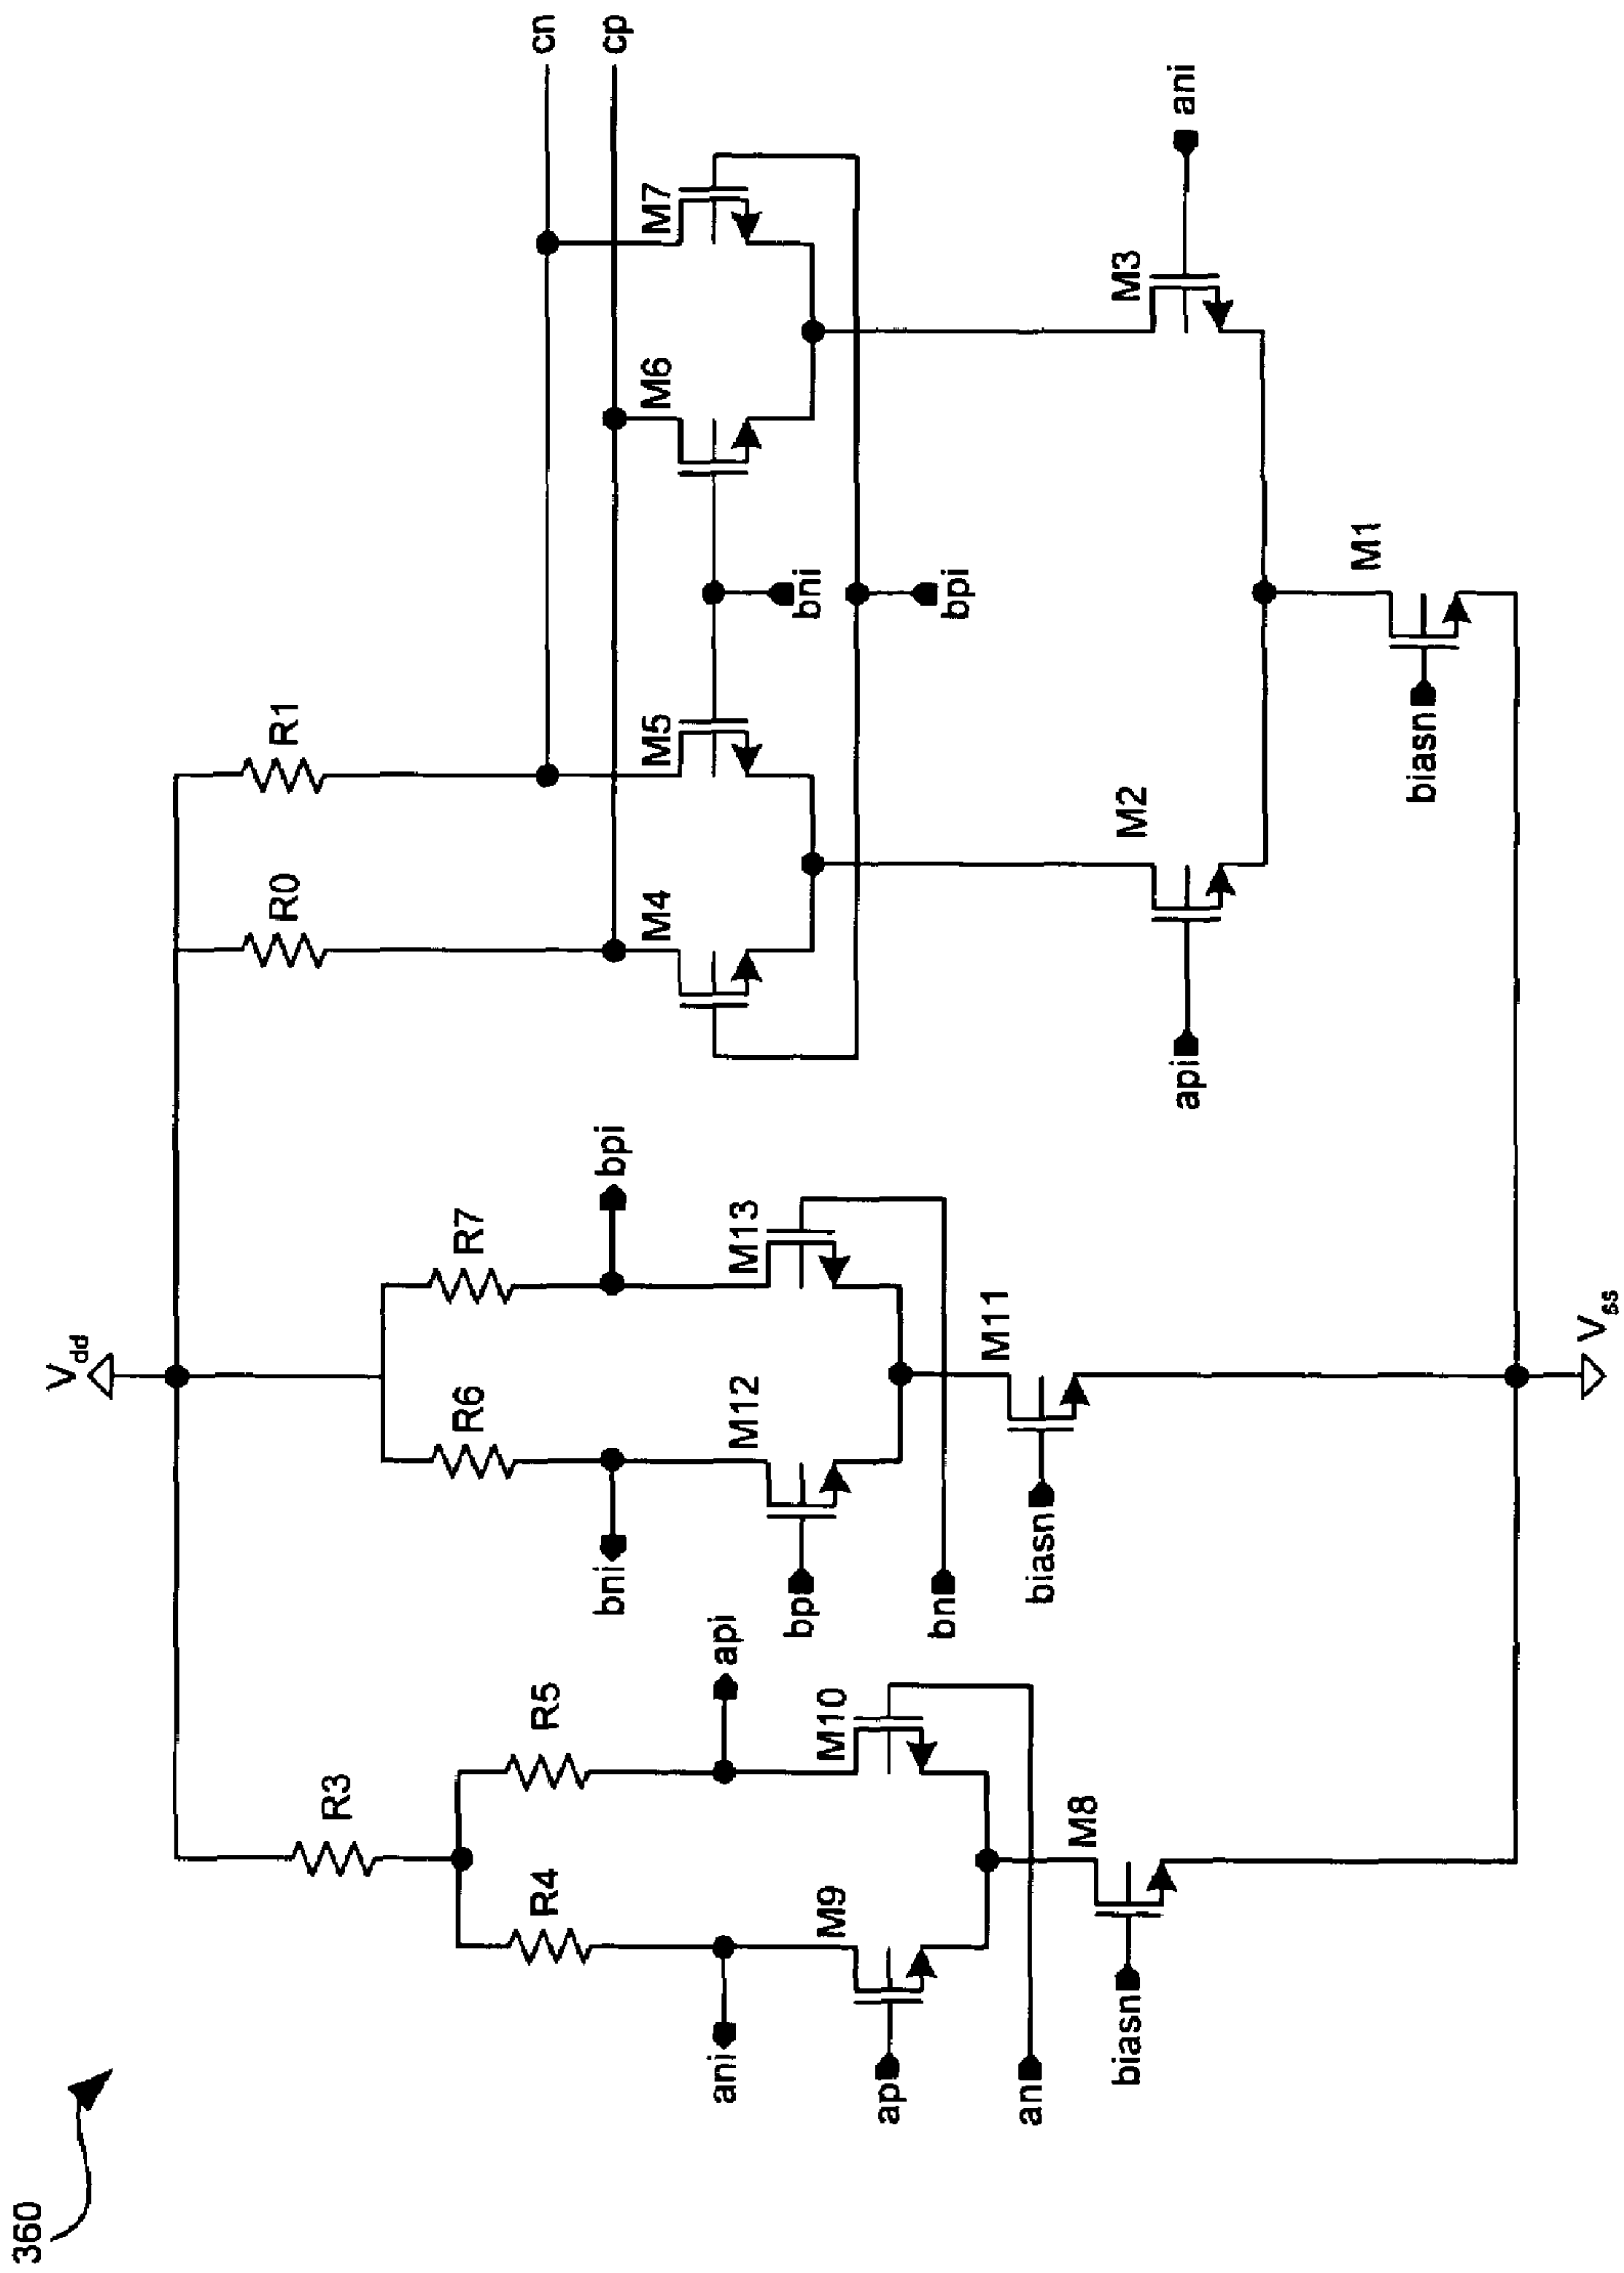 360
Vdd
R3
R4
R5
ani
api
M9
M10
ap
an
M8
biasn
R6
R7
bni
bpi
M12
M13
bp
bn
M11
biasn
R0
R1
cn
cp
M4
M5
M6
M7
bni
bpi
M2
M3
api
ani
M1
biasn
Vss